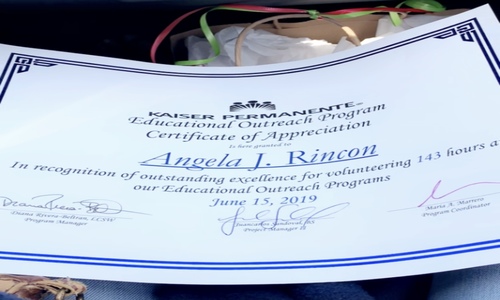 KAISER PERMANENTE
Educational Outreach Program
Certificate of Appreciation
is here granted to
Angela J. Rincon
In recognition of outstanding excellence for volunteering 143 hours a
our Educational Outreach Programs
June 15, 2019
Diana Rivera-Beltran, LCSW
Program Manager
Sandoval, BS
Project Manager II
Maria A. Marrero
Program Coordinator